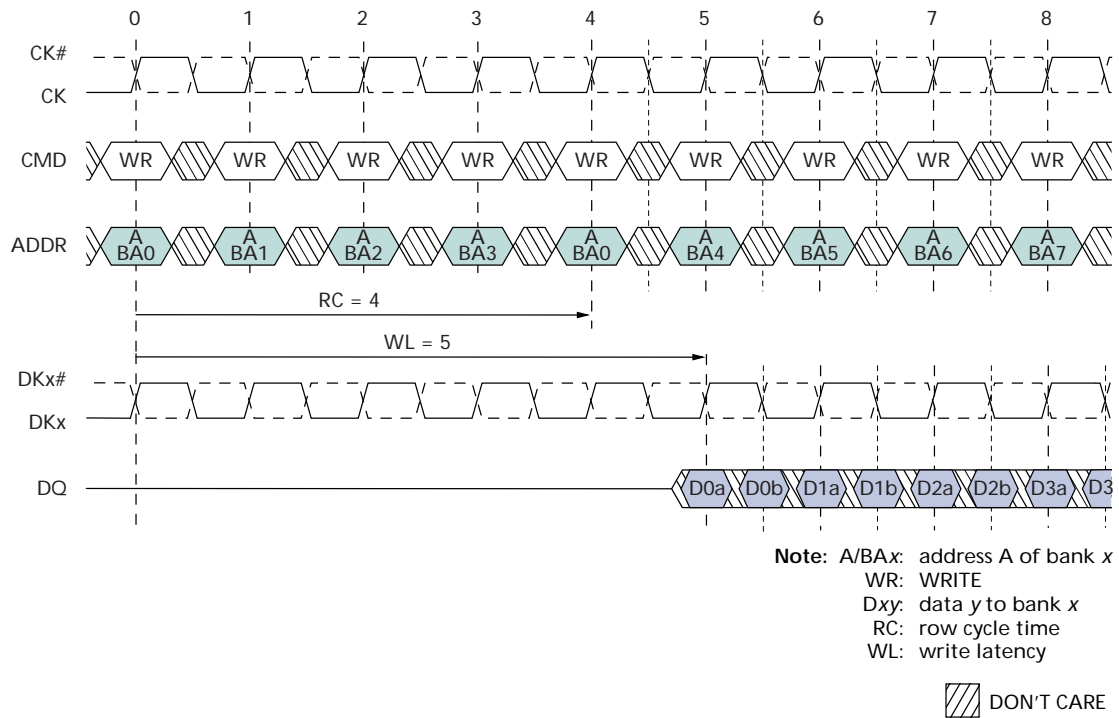 0 1 2 3 4 5 6 7 8
CK#
CK
CMD WR WR WR WR WR WR WR WR WR
ADDR A BA0 A BA1 A BA2 A BA3 A BA0 A BA4 A BA5 A BA6 A BA7
RC = 4
WL = 5
DKx#
DKx
DQ D0a D0b D1a D1b D2a D2b D3a D3
Note: A/BAx: address A of bank x
WR: WRITE
Dxy: data y to bank x
RC: row cycle time
WL: write latency
DON'T CARE